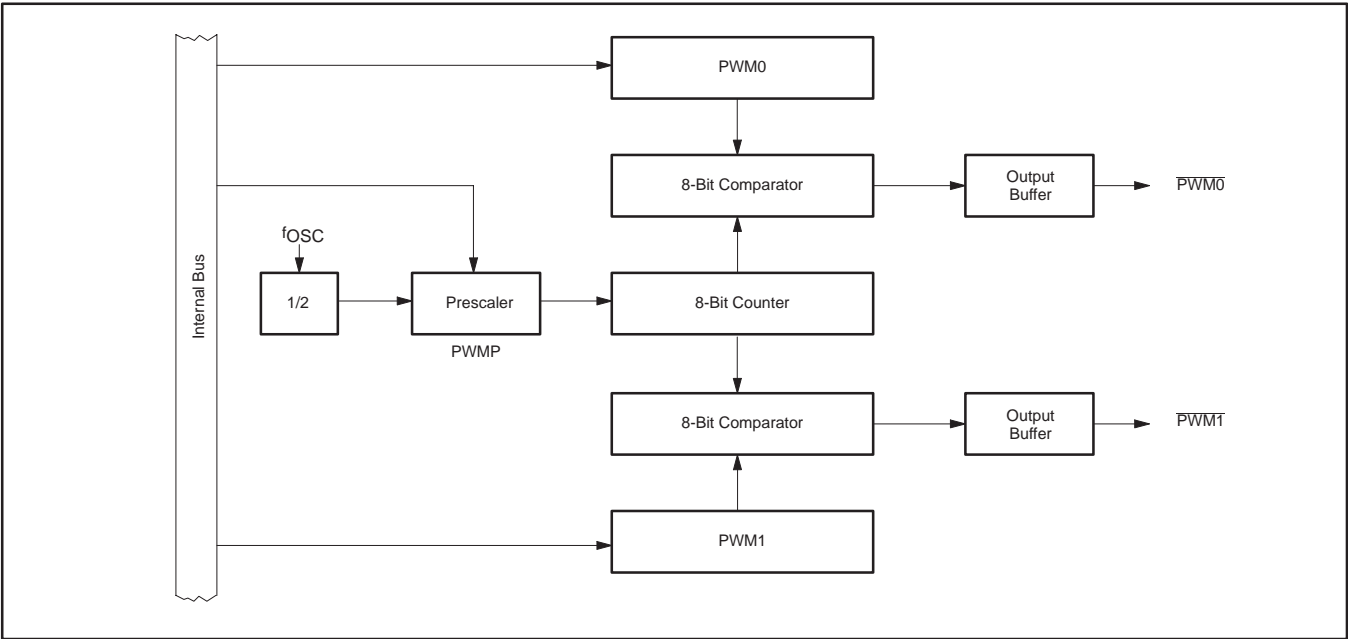 PWM0
8-Bit Comparator
Output
Buffer
PWM0
fOSC
Internal Bus
1/2
Prescaler
8-Bit Counter
PWMP
8-Bit Comparator
Output
Buffer
PWM1
PWM1